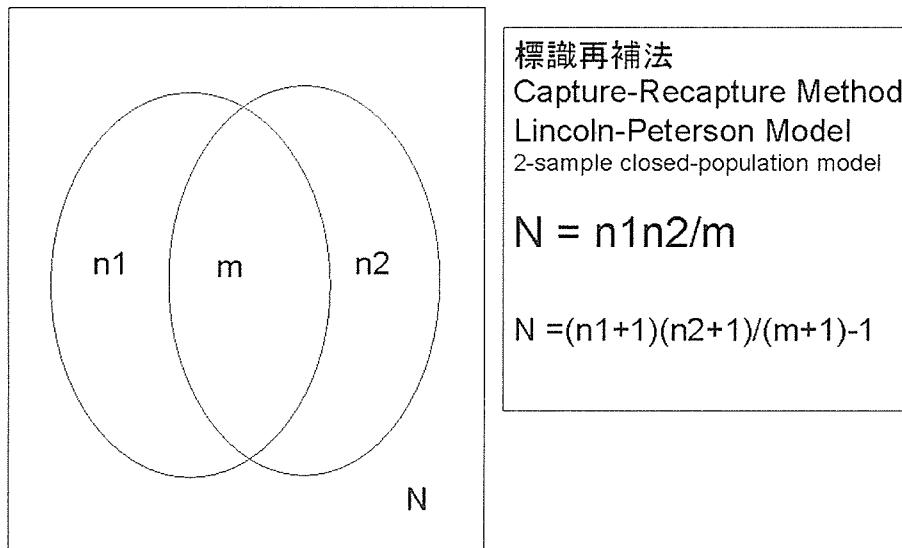 n1
m
n2
N
標識再補法
Capture-Recapture Method
Lincoln-Peterson Model
2-sample closed-population model
N = n1n2/m
N =(n1+1)(n2+1)/(m+1)-1